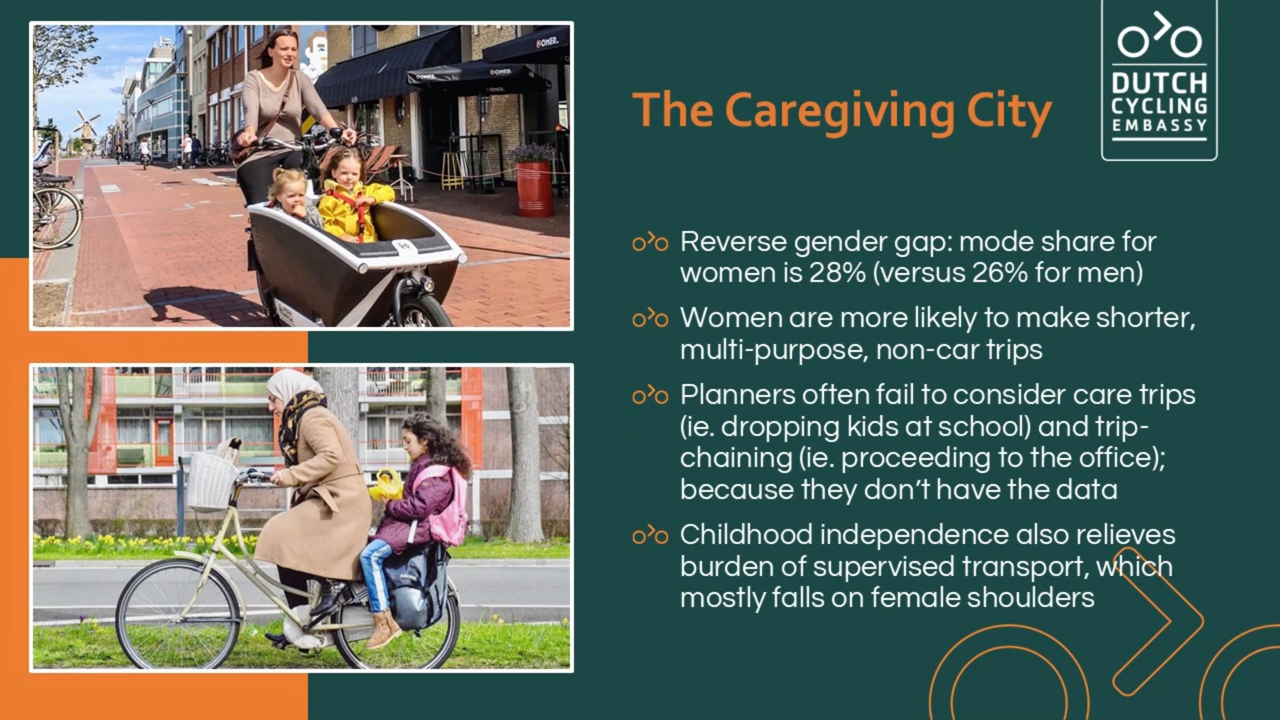 BOMER.
BOMER.
BOMER.
The Caregiving City
DUTCH
CYCLING
EMBASSY
Reverse gender gap: mode share for
women is 28% (versus 26% for men)
Women are more likely to make shorter,
multi-purpose, non-car trips
Planners often fail to consider care trips
(ie. dropping kids at school) and trip-
chaining (ie. proceeding to the office);
because they don't have the data
Childhood independence also relieves
burden of supervised transport, which
mostly falls on female shoulders